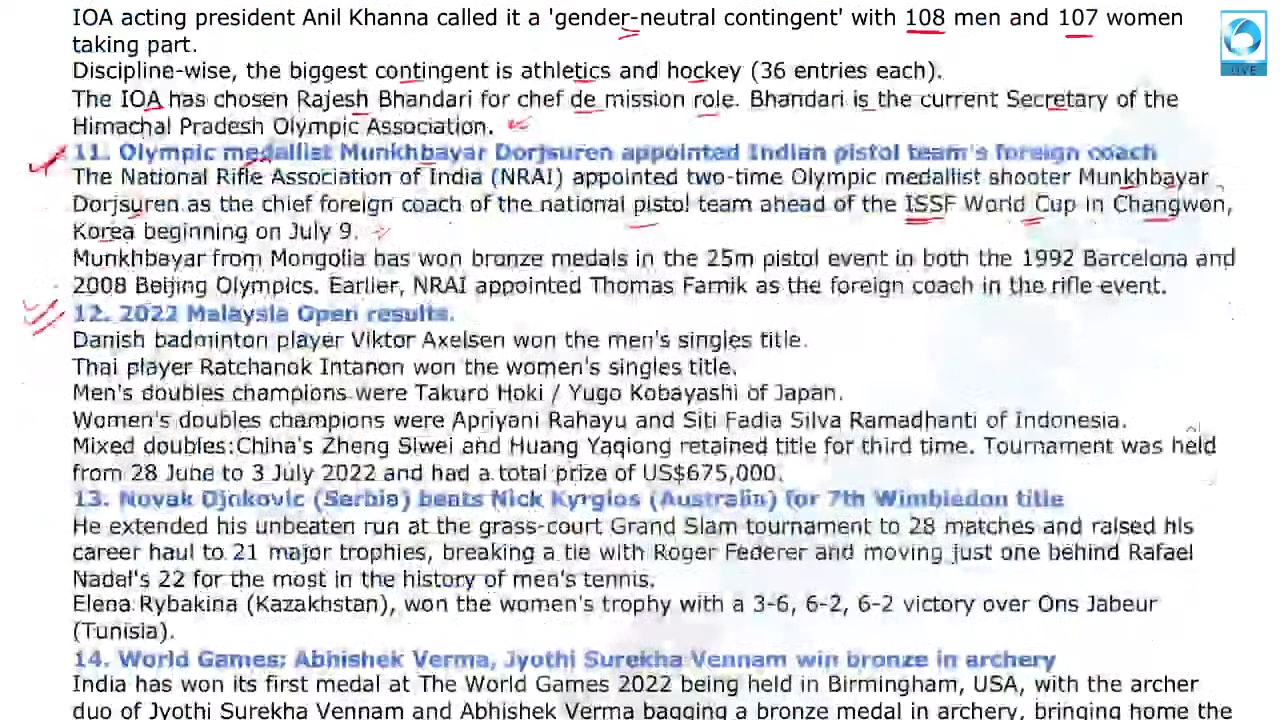 IOA acting president Anil Khanna called it a 'gender-neutral contingent' with 108 men and 107 women
taking part.
Discipline-wise, the biggest contingent is athletics and hockey (36 entries each).
The IOA has chosen Rajesh Bhandari for chef de mission role. Bhandari is the current Secretary of the
Himachal Pradesh Olympic Association.
11. Olympic medallist Munkhbayar Dorjsuren appointed Indian pistol team's foreign coach
The National Rifle Association of India (NRAI) appointed two-time Olympic medallist shooter Munkhbayar
Dorjsuren as the chief foreign coach of the national pistol team ahead of the ISSF World Cup in Changwon,
Korea beginning on July 9.
Munkhbayar from Mongolia has won bronze medals in the 25m pistol event in both the 1992 Barcelona and
2008 Beijing Olympics. Earlier, NRAI appointed Thomas Farnik as the foreign coach in the rifle event.
12. 2022 Malaysia Open results.
Danish badminton player Viktor Axelsen won the men's singles title.
Thai player Ratchanok Intanon won the women's singles title.
Men's doubles champions were Takuro Hoki / Yugo Kobayashi of Japan.
Women's doubles champions were Apriyani Rahayu and Siti Fadia Silva Ramadhanti of Indonesia.
Mixed doubles:China's Zheng Siwei and Huang Yaqiong retained title for third time. Tournament was held
from 28 June to 3 July 2022 and had a total prize of US$675,000.
13. Novak Djokovic (Serbia) beats Nick Kyrgios (Australia) for 7th Wimbledon title
He extended his unbeaten run at the grass-court Grand Slam tournament to 28 matches and raised his
career haul to 21 major trophies, breaking a tie with Roger Federer and moving just one behind Rafael
Nadal's 22 for the most in the history of men's tennis.
Elena Rybakina (Kazakhstan), won the women's trophy with a 3-6, 6-2, 6-2 victory over Ons Jabeur
(Tunisia).
14. World Games: Abhishek Verma, Jyothi Surekha Vennam win bronze in archery
India has won its first medal at The World Games 2022 being held in Birmingham, USA, with the archer
duo of Jyothi Surekha Vennam and Abhishek Verma bagging a bronze medal in archery, bringing home the
LIVE